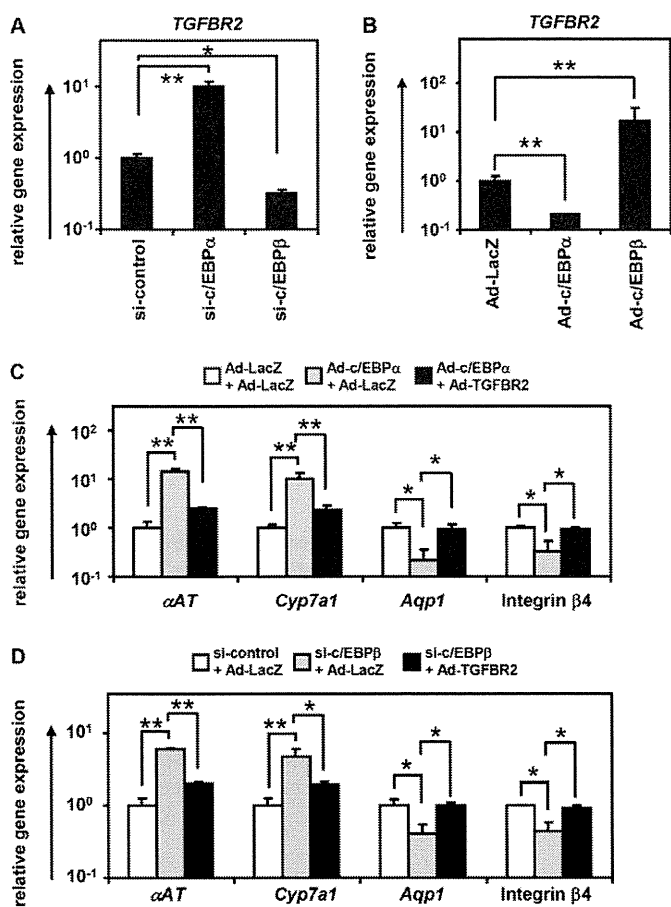 A
TGFBR2
relative gene expression
10¹
10⁰
10⁻¹
*
**
si-control
si-c/EBPα
si-c/EBPβ
B
TGFBR2
relative gene expression
10²
10¹
10⁰
10⁻¹
**
**
Ad-LacZ
Ad-c/EBPα
Ad-c/EBPβ
C
Ad-LacZ
+ Ad-LacZ
Ad-c/EBPα
+ Ad-LacZ
Ad-c/EBPα
+ Ad-TGFBR2
relative gene expression
10²
10¹
10⁰
10⁻¹
** **
** **
* *
* *
αAT
Cyp7a1
Aqp1
Integrin β4
D
si-control
+ Ad-LacZ
si-c/EBPβ
+ Ad-LacZ
si-c/EBPβ
+ Ad-TGFBR2
relative gene expression
10¹
10⁰
10⁻¹
** **
** *
* *
* *
αAT
Cyp7a1
Aqp1
Integrin β4